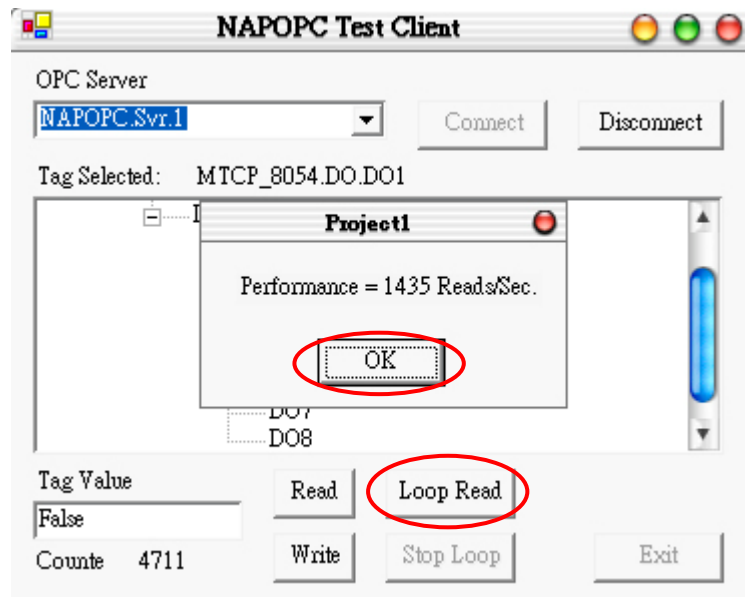 NAPOPC Test Client
OPC Server
NAPOPC.Svr.1
Connect
Disconnect
Tag Selected: MTCP_8054.DO.DO1
Project1
Performance = 1435 Reads/Sec.
OK
DO7
DO8
Tag Value
Read
Loop Read
False
Counte 4711
Write
Stop Loop
Exit